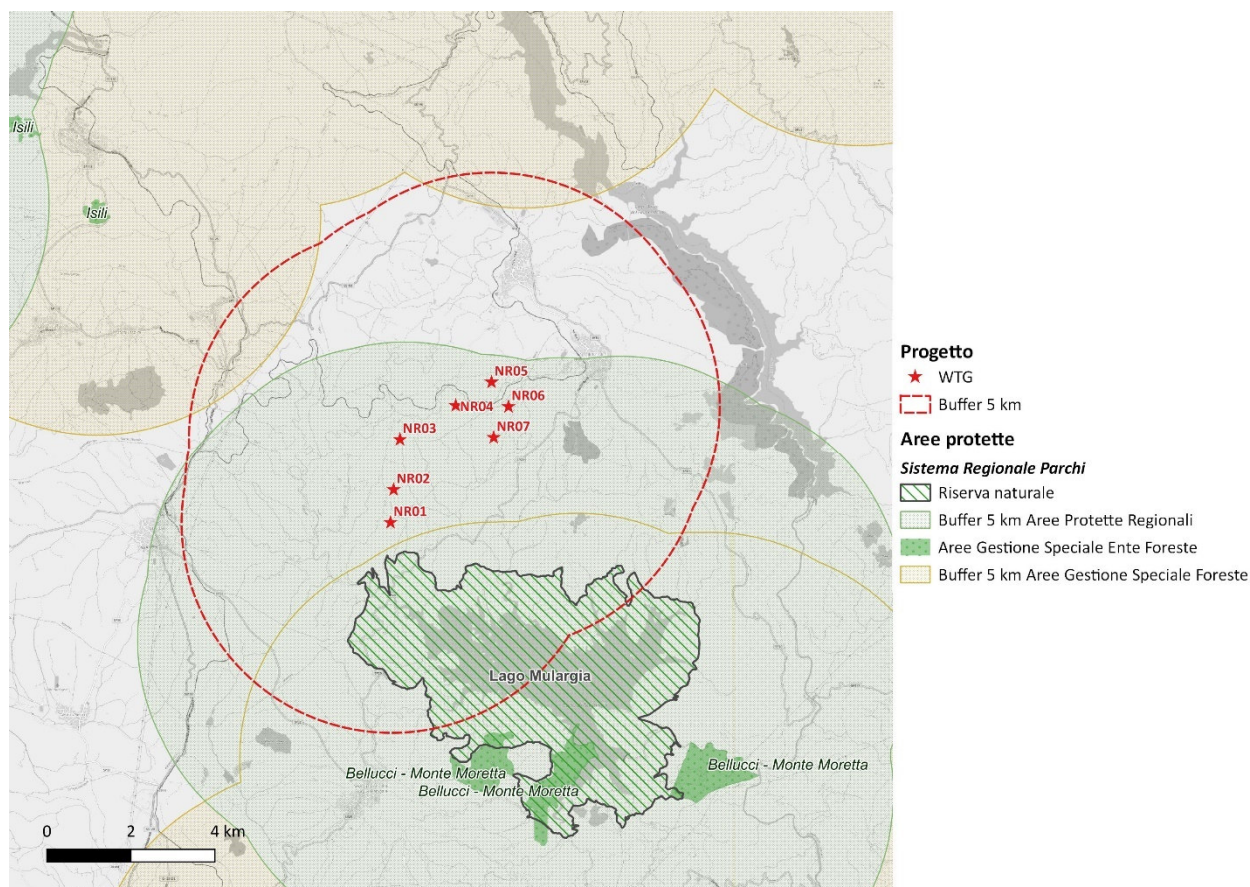 Isili
Isili
NR05
NR04
NR06
NR03
NR07
NR02
NR01
Lago Mulargia
Bellucci - Monte Moretta
Bellucci - Monte Moretta
Bellucci - Monte Moretta
0 2 4 km
Progetto
WTG
Buffer 5 km
Aree protette
Sistema Regionale Parchi
Riserva naturale
Buffer 5 km Aree Protette Regionali
Aree Gestione Speciale Ente Foreste
Buffer 5 km Aree Gestione Speciale Foreste